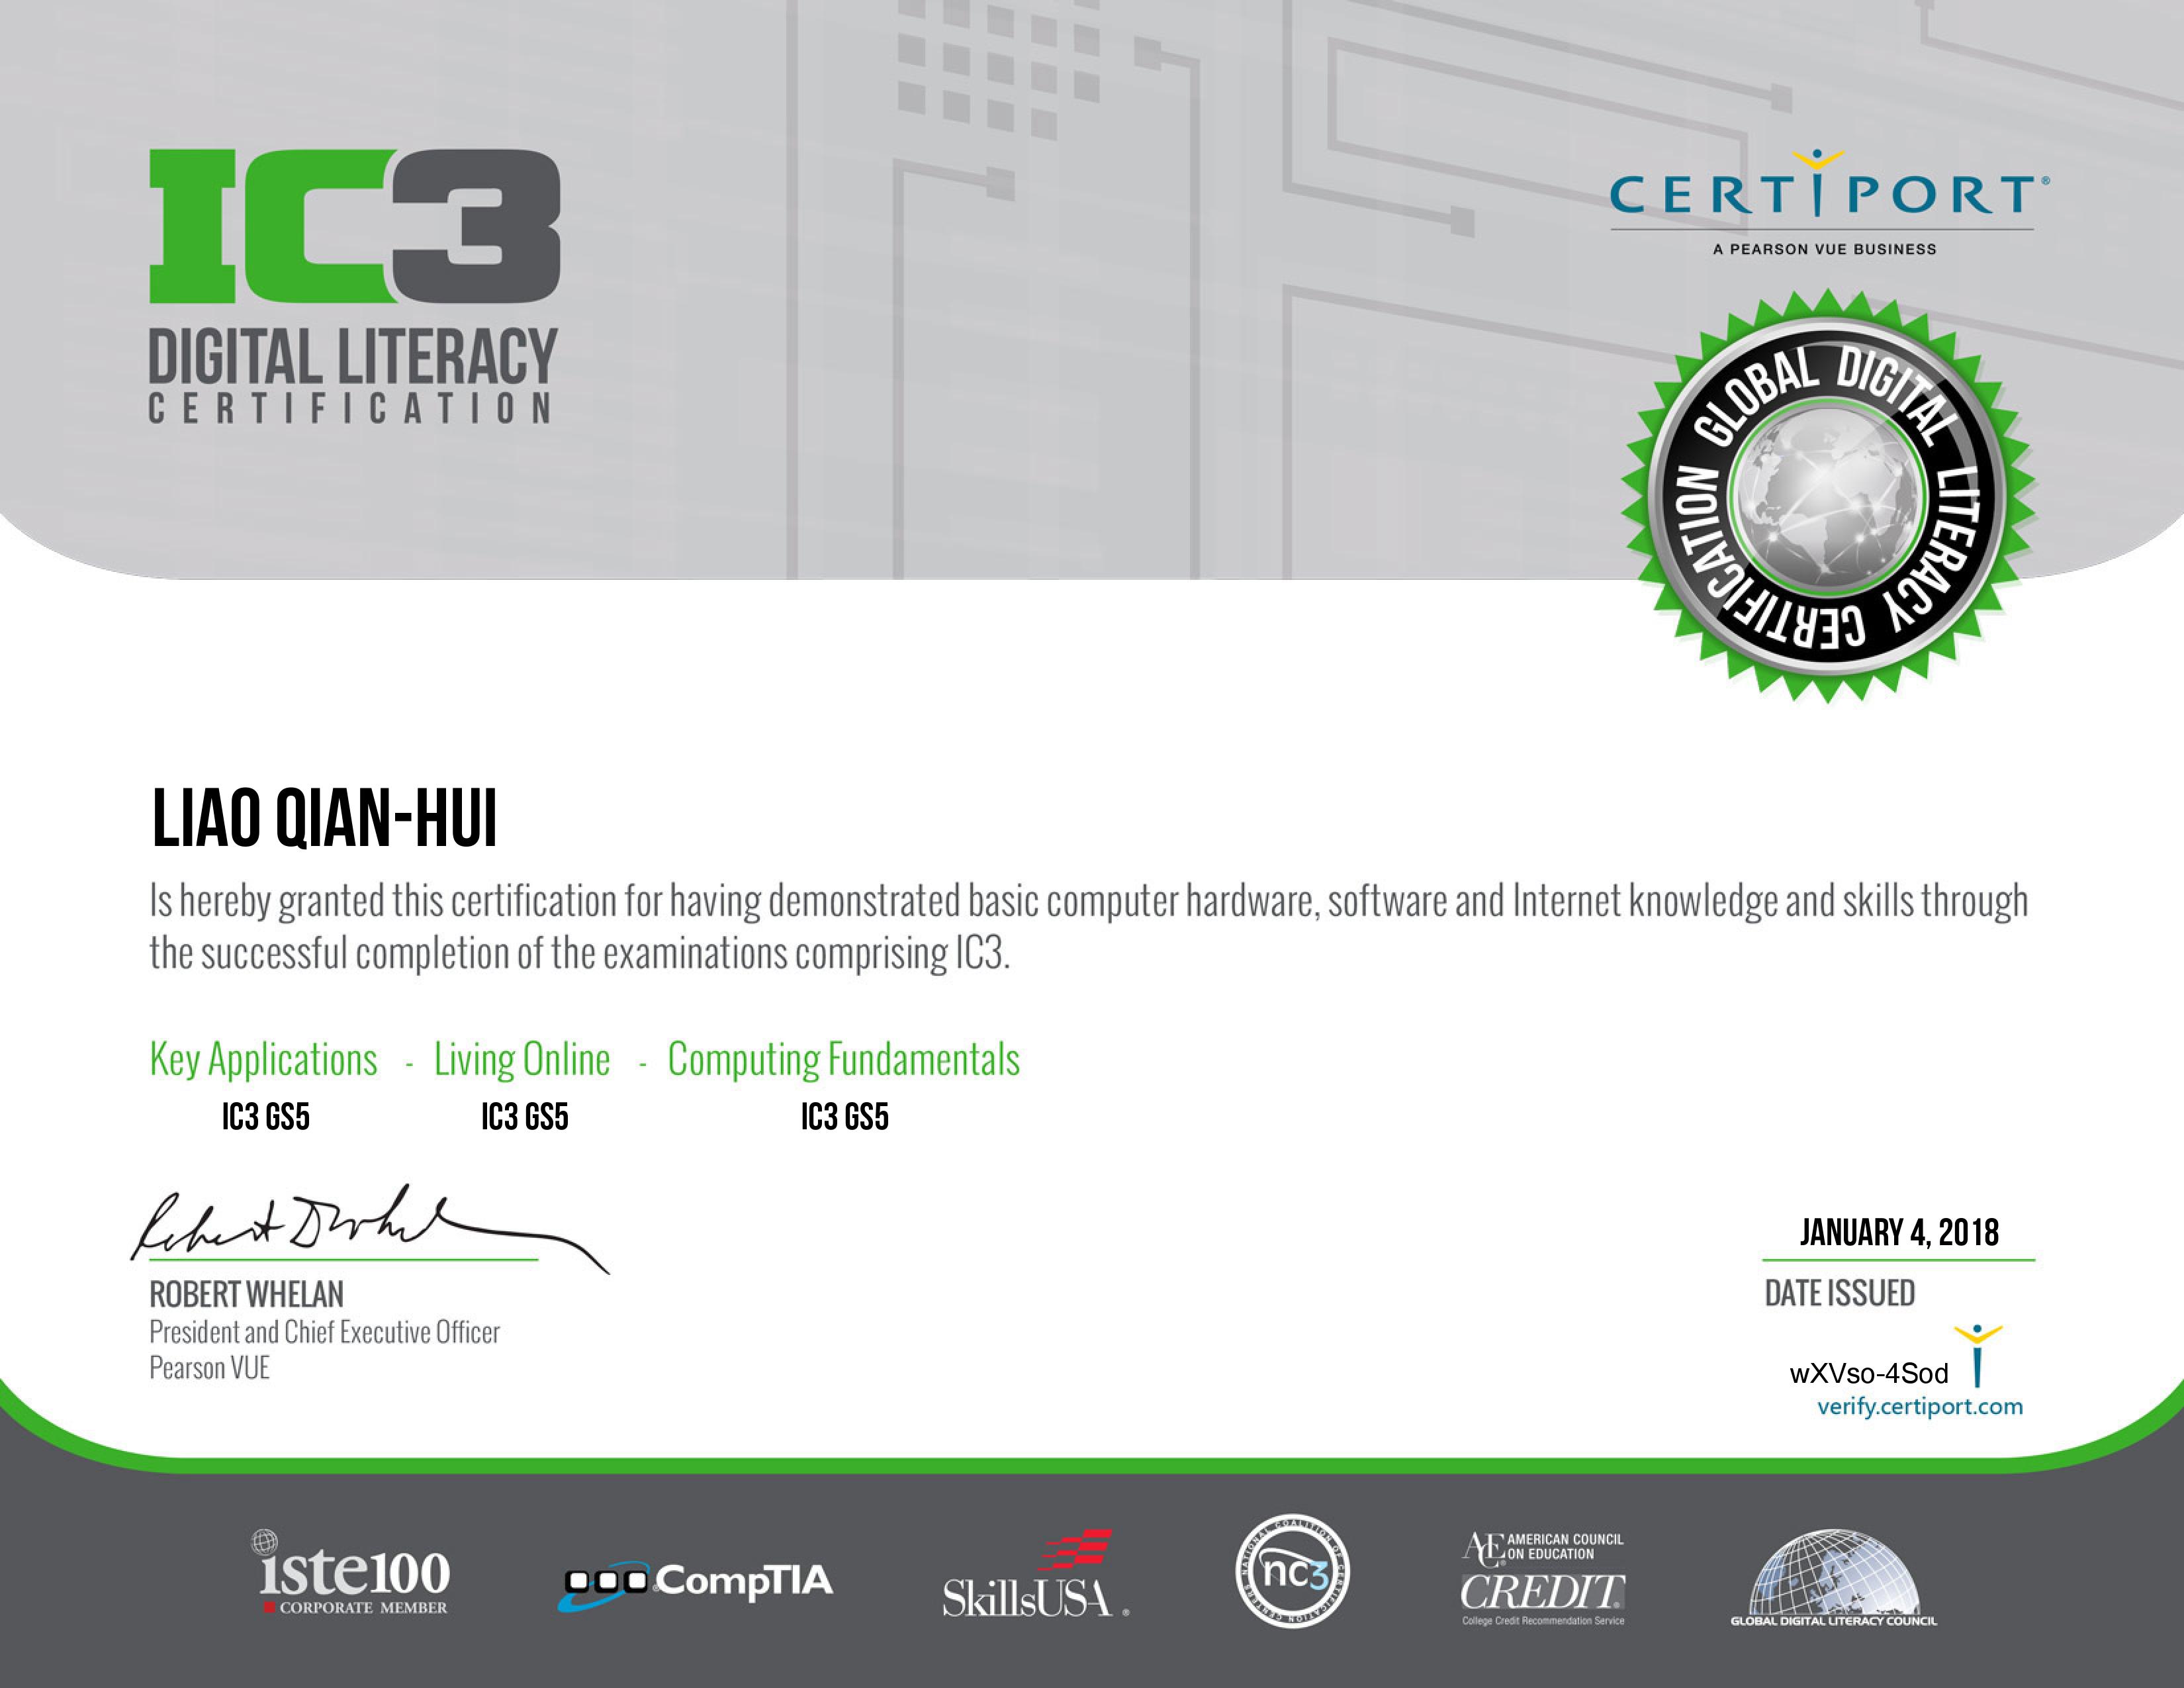 IC3
DIGITAL LITERACY
CERTIFICATION
CERTIPORT®
A PEARSON VUE BUSINESS
GLOBAL DIGITAL LITERACY CERTIFICATION
LIAO QIAN-HUI
Is hereby granted this certification for having demonstrated basic computer hardware, software and Internet knowledge and skills through
the successful completion of the examinations comprising IC3.
Key Applications - Living Online - Computing Fundamentals
IC3 GS5 IC3 GS5 IC3 GS5
Robert Whelan
JANUARY 4, 2018
ROBERT WHELAN
DATE ISSUED
President and Chief Executive Officer
Pearson VUE
wXVso-4Sod
verify.certiport.com
iste100
CORPORATE MEMBER
CompTIA
SkillsUSA®
NATIONAL COALITION OF CERTIFICATION CENTERS
nc3
ACE AMERICAN COUNCIL
ON EDUCATION
CREDIT®
College Credit Recommendation Service
GLOBAL DIGITAL LITERACY COUNCIL